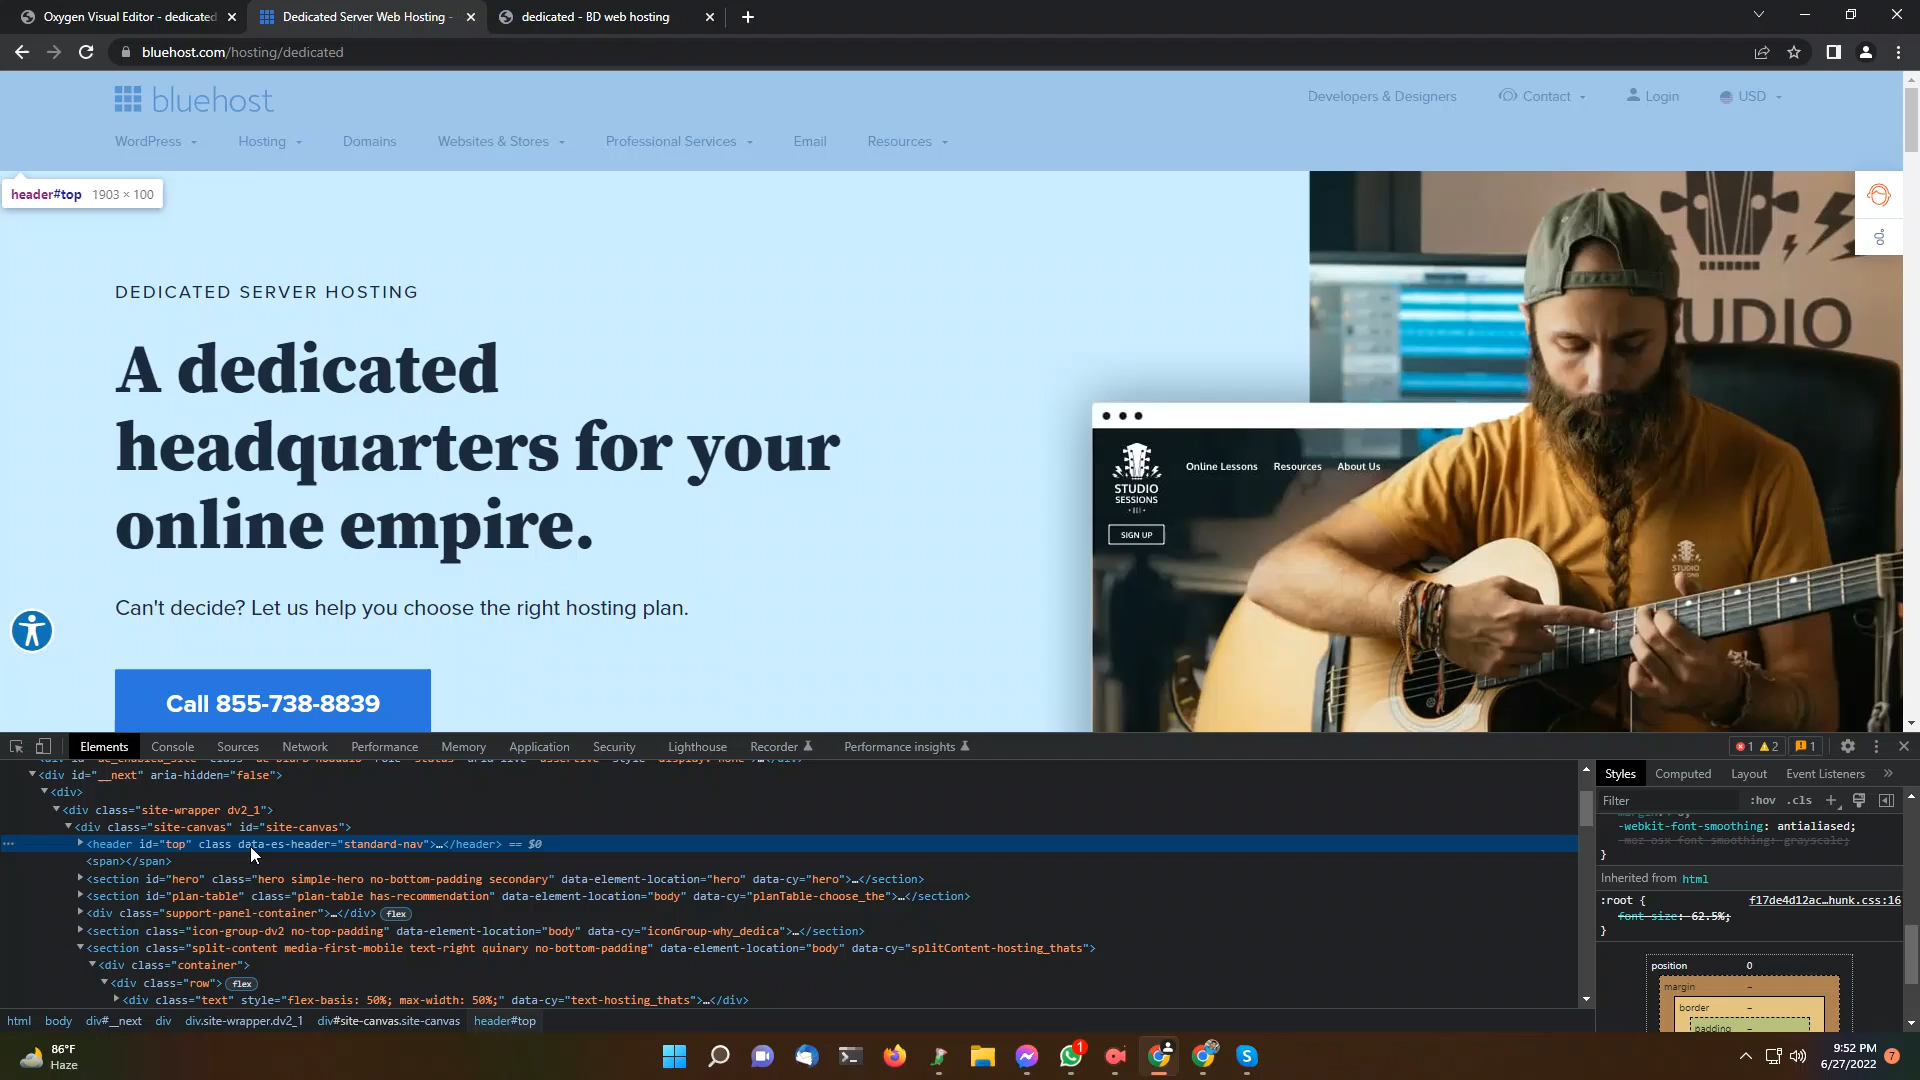 Oxygen Visual Editor - dedicated
Dedicated Server Web Hosting -
dedicated - BD web hosting
bluehost.com/hosting/dedicated
bluehost
Developers & Designers
Contact
Login
USD
WordPress
Hosting
Domains
Websites & Stores
Professional Services
Email
Resources
header#top 1903 × 100
DEDICATED SERVER HOSTING
A dedicated
headquarters for your
online empire.
Can't decide? Let us help you choose the right hosting plan.
Call 855-738-8839
STUDIO
Online Lessons
Resources
About Us
STUDIO
SESSIONS
SIGN UP
STUDIO
Elements
Console
Sources
Network
Performance
Memory
Application
Security
Lighthouse
Recorder
Performance insights
1
2
1
<div id="__next" aria-hidden="false">
<div>
<div class="site-wrapper dv2_1">
<div class="site-canvas" id="site-canvas">
<header id="top" class data-es-header="standard-nav">…</header> == $0
<span></span>
<section id="hero" class="hero simple-hero no-bottom-padding secondary" data-element-location="hero" data-cy="hero">…</section>
<section id="plan-table" class="plan-table has-recommendation" data-element-location="body" data-cy="planTable-choose_the">…</section>
<div class="support-panel-container">…</div> flex
<section class="icon-group-dv2 no-top-padding" data-element-location="body" data-cy="iconGroup-why_dedica">…</section>
<section class="split-content media-first-mobile text-right quinary no-bottom-padding" data-element-location="body" data-cy="splitContent-hosting_thats">
<div class="container">
<div class="row"> flex
<div class="text" style="flex-basis: 50%; max-width: 50%;" data-cy="text-hosting_thats">…</div>
html body div#__next div div.site-wrapper.dv2_1 div#site-canvas.site-canvas header#top
Styles
Computed
Layout
Event Listeners
Filter
:hov
.cls
-webkit-font-smoothing: antialiased;
-moz-osx-font-smoothing: grayscale;
}
Inherited from html
:root {
f17de4d12ac…hunk.css:16
font-size: 62.5%;
}
position
0
margin
–
border
–
padding
–
86°F
Haze
1
9:52 PM
6/27/2022
7